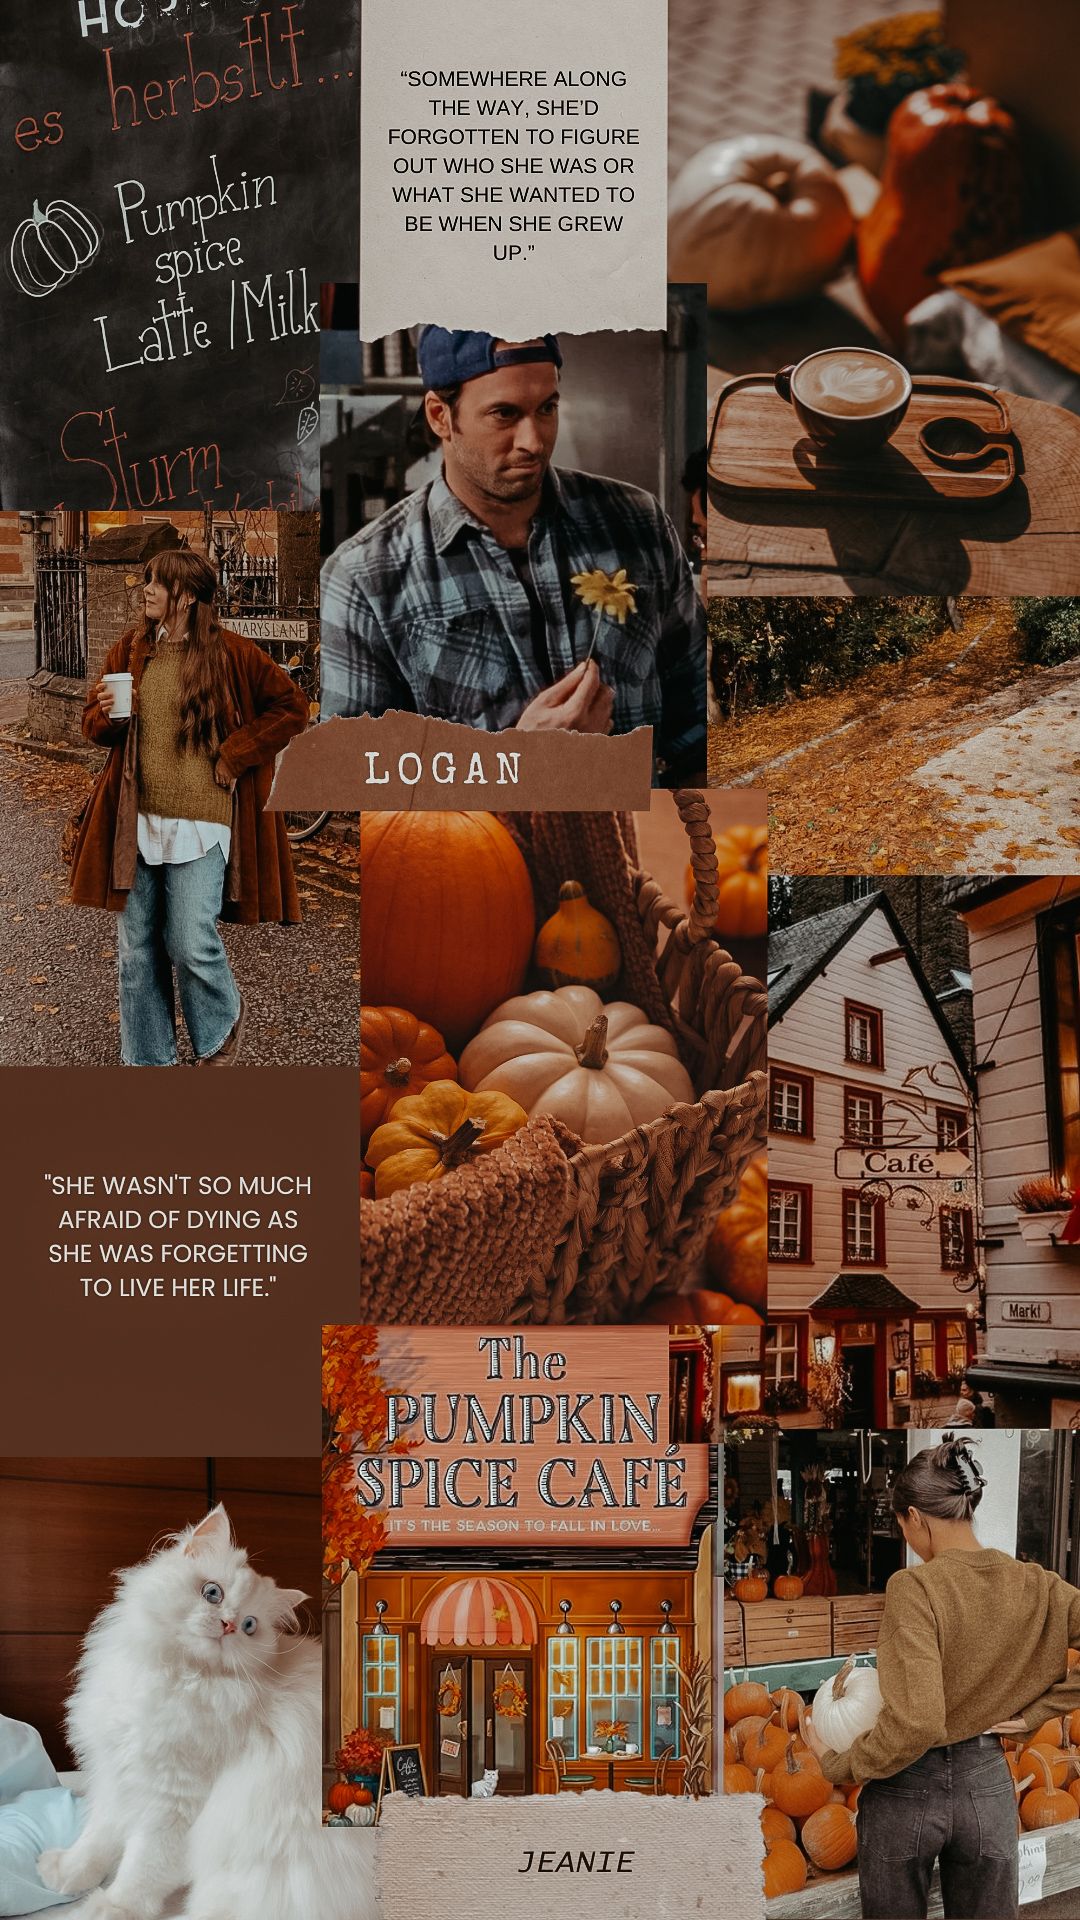 es herbstlt...
Pumpkin
spice
Latte /Milk
Sturm
“SOMEWHERE ALONG
THE WAY, SHE’D
FORGOTTEN TO FIGURE
OUT WHO SHE WAS OR
WHAT SHE WANTED TO
BE WHEN SHE GREW
UP.”
MARYS LANE
LOGAN
Café
Markt
"SHE WASN'T SO MUCH
AFRAID OF DYING AS
SHE WAS FORGETTING
TO LIVE HER LIFE."
The
PUMPKIN
SPICE CAFÉ
IT'S THE SEASON TO FALL IN LOVE...
Café
JEANIE